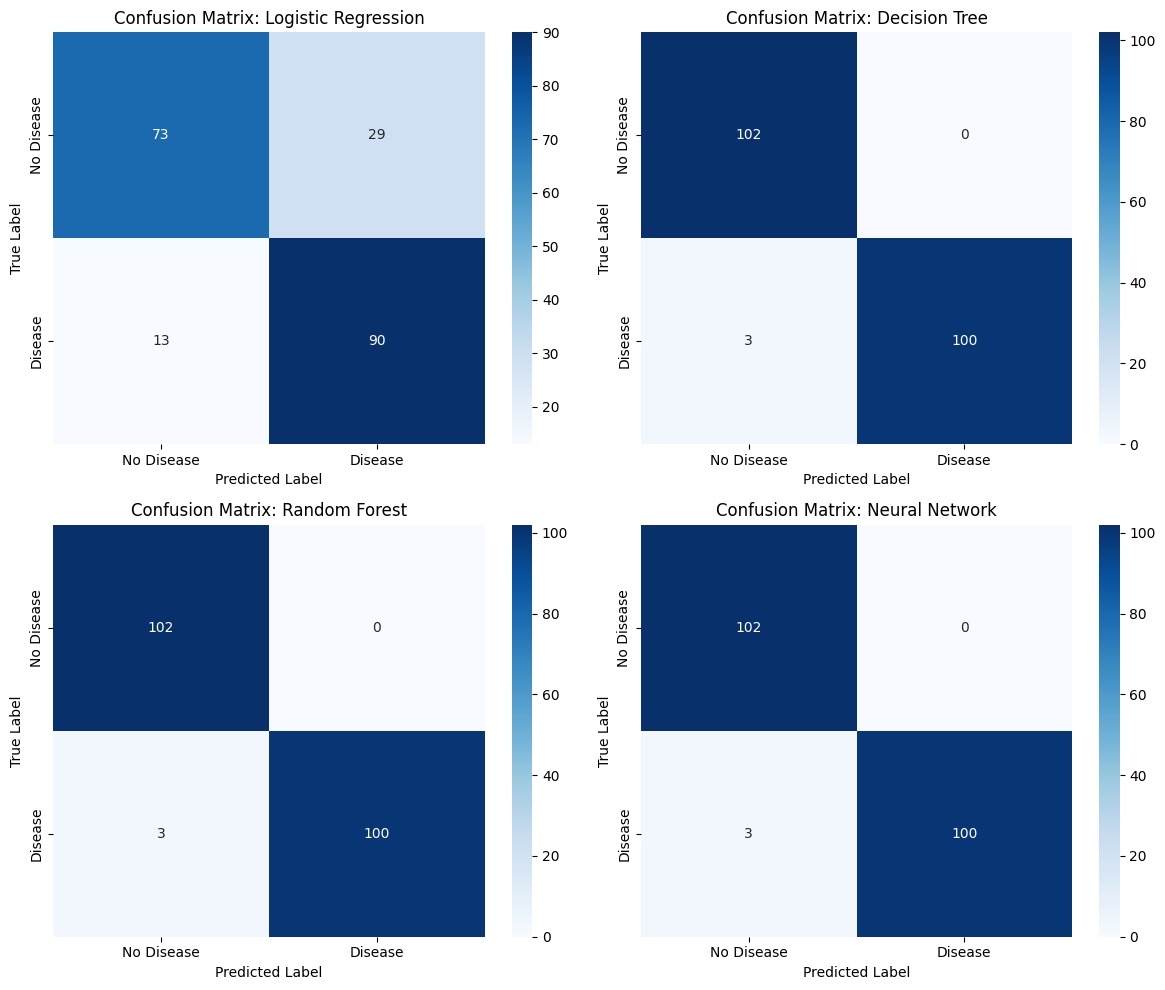 Confusion Matrix: Logistic Regression
No Disease
Disease
True Label
73
29
13
90
No Disease
Disease
Predicted Label
90
80
70
60
50
40
30
20
Confusion Matrix: Decision Tree
No Disease
Disease
True Label
102
0
3
100
No Disease
Disease
Predicted Label
100
80
60
40
20
0
Confusion Matrix: Random Forest
No Disease
Disease
True Label
102
0
3
100
No Disease
Disease
Predicted Label
100
80
60
40
20
0
Confusion Matrix: Neural Network
No Disease
Disease
True Label
102
0
3
100
No Disease
Disease
Predicted Label
100
80
60
40
20
0